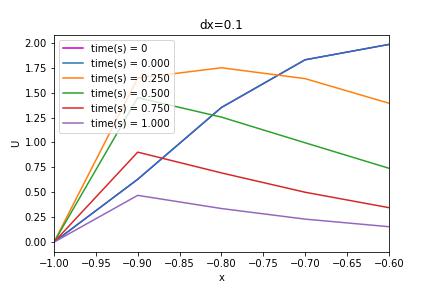 dx=0.1
2.00
1.75
1.50
1.25
1.00
0.75
0.50
0.25
0.00
U
time(s) = 0
time(s) = 0.000
time(s) = 0.250
time(s) = 0.500
time(s) = 0.750
time(s) = 1.000
−1.00 −0.95 −0.90 −0.85 −0.80 −0.75 −0.70 −0.65 −0.60
x